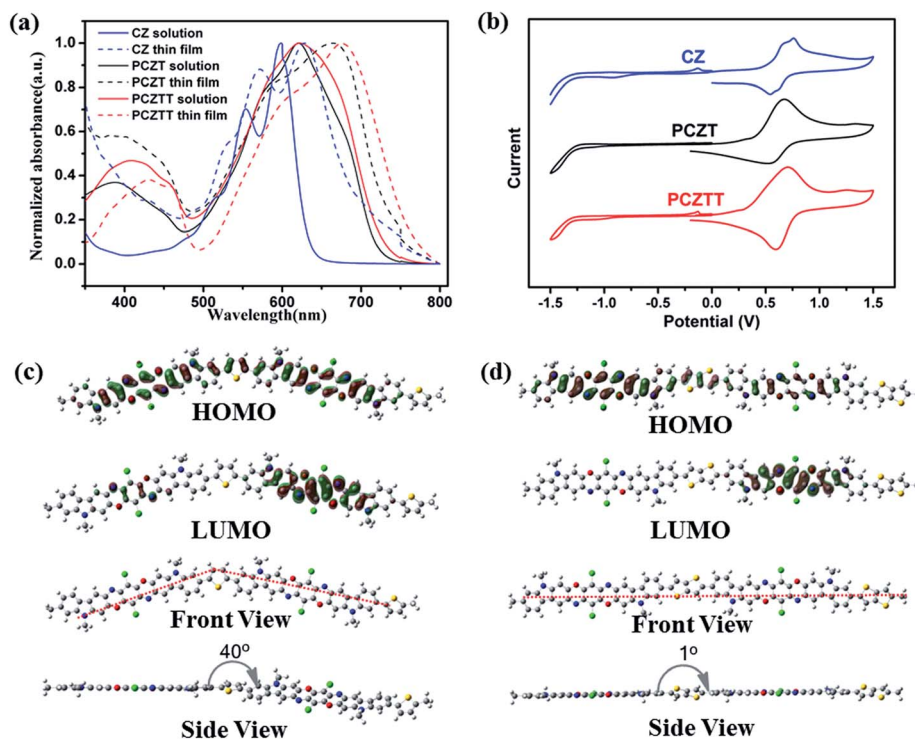 (a)
CZ solution
CZ thin film
PCZT solution
PCZT thin film
PCZTT solution
PCZTT thin film
Normalized absorbance(a.u.)
1.0
0.8
0.6
0.4
0.2
0.0
400
500
600
700
800
Wavelength(nm)
(b)
CZ
PCZT
PCZTT
Current
-1.5
-1.0
-0.5
0.0
0.5
1.0
1.5
Potential (V)
(c)
HOMO
LUMO
Front View
40°
Side View
(d)
HOMO
LUMO
Front View
1°
Side View